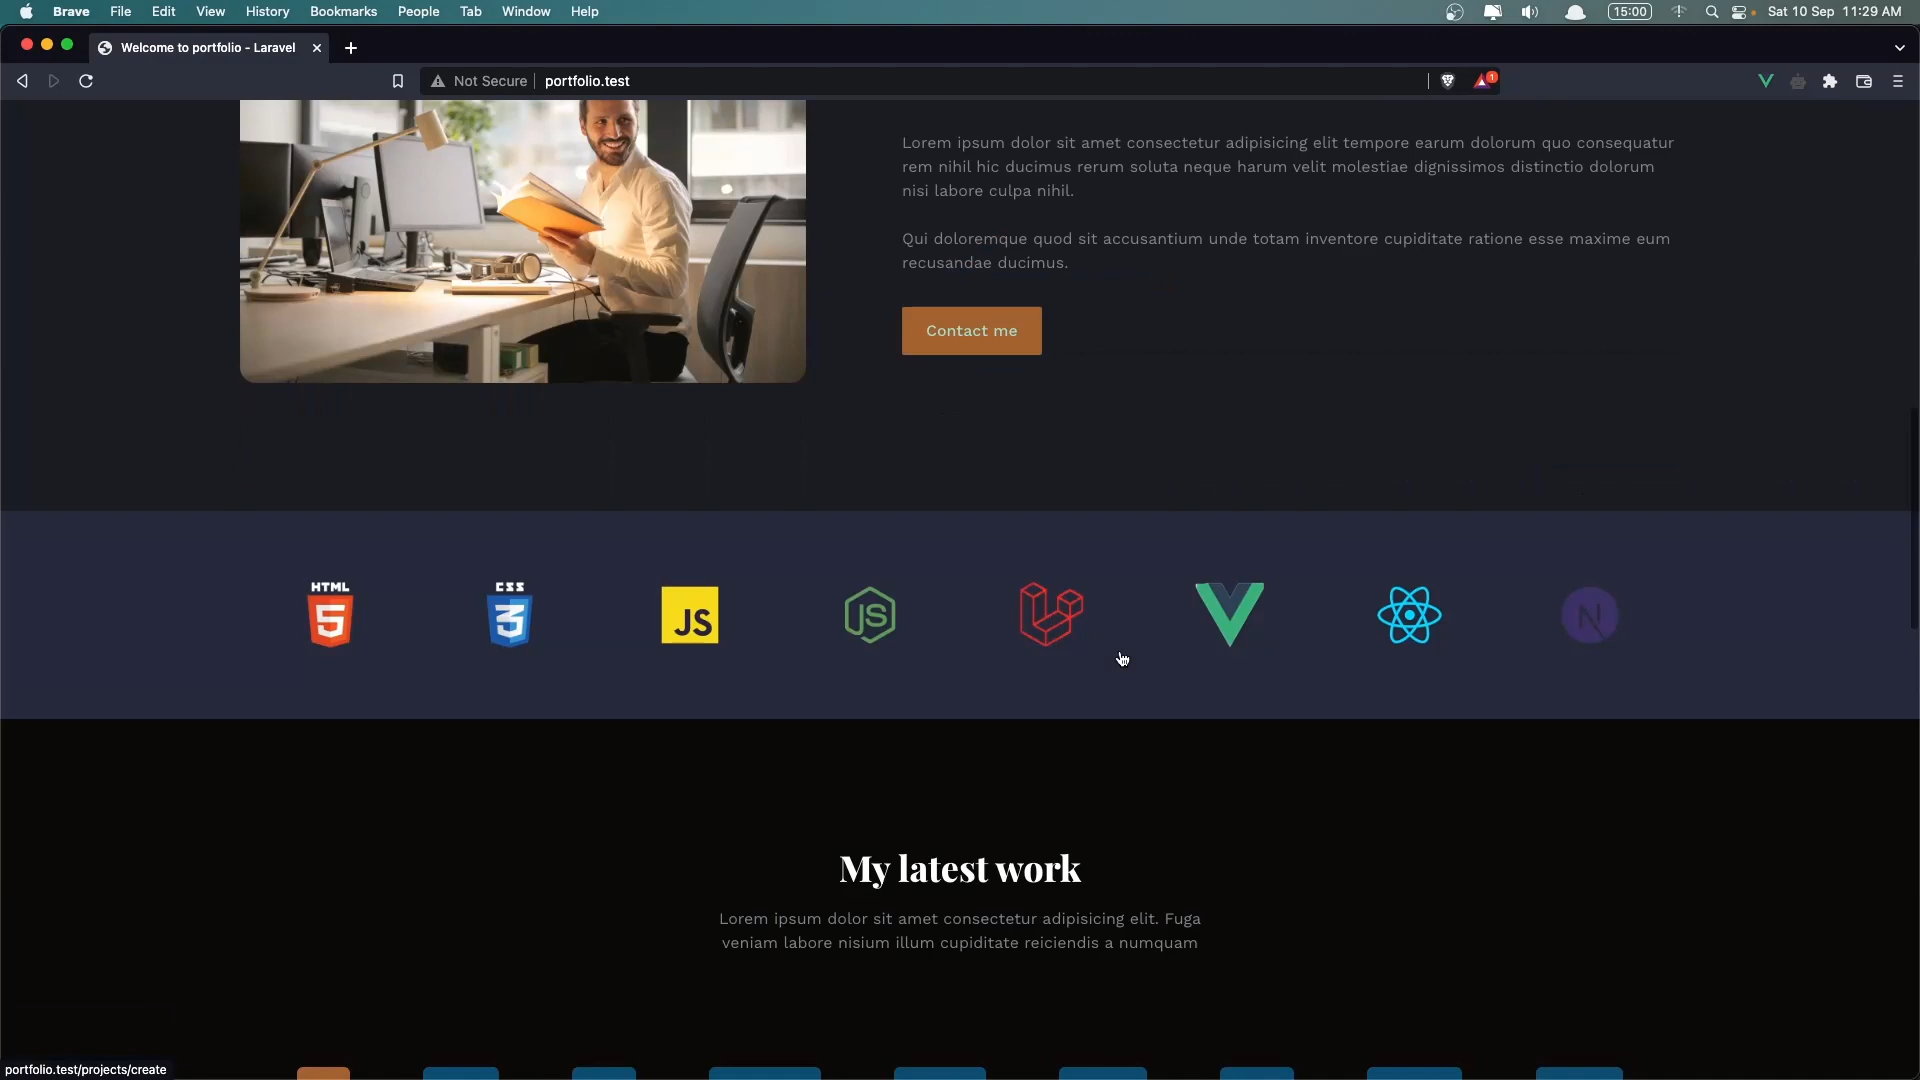 Brave File Edit View History Bookmarks People Tab Window Help 15:00 Sat 10 Sep 11:29 AM
Welcome to portfolio - Laravel
Not Secure portfolio.test 1
Lorem ipsum dolor sit amet consectetur adipisicing elit tempore earum dolorum quo consequatur
rem nihil hic ducimus rerum soluta neque harum velit molestiae dignissimos distinctio dolorum
nisi labore culpa nihil.
Qui doloremque quod sit accusantium unde totam inventore cupiditate ratione esse maxime eum
recusandae ducimus.
Contact me
HTML CSS
5 3 JS JS N
My latest work
Lorem ipsum dolor sit amet consectetur adipisicing elit. Fuga
veniam labore nisium illum cupiditate reiciendis a numquam
portfolio.test/projects/create